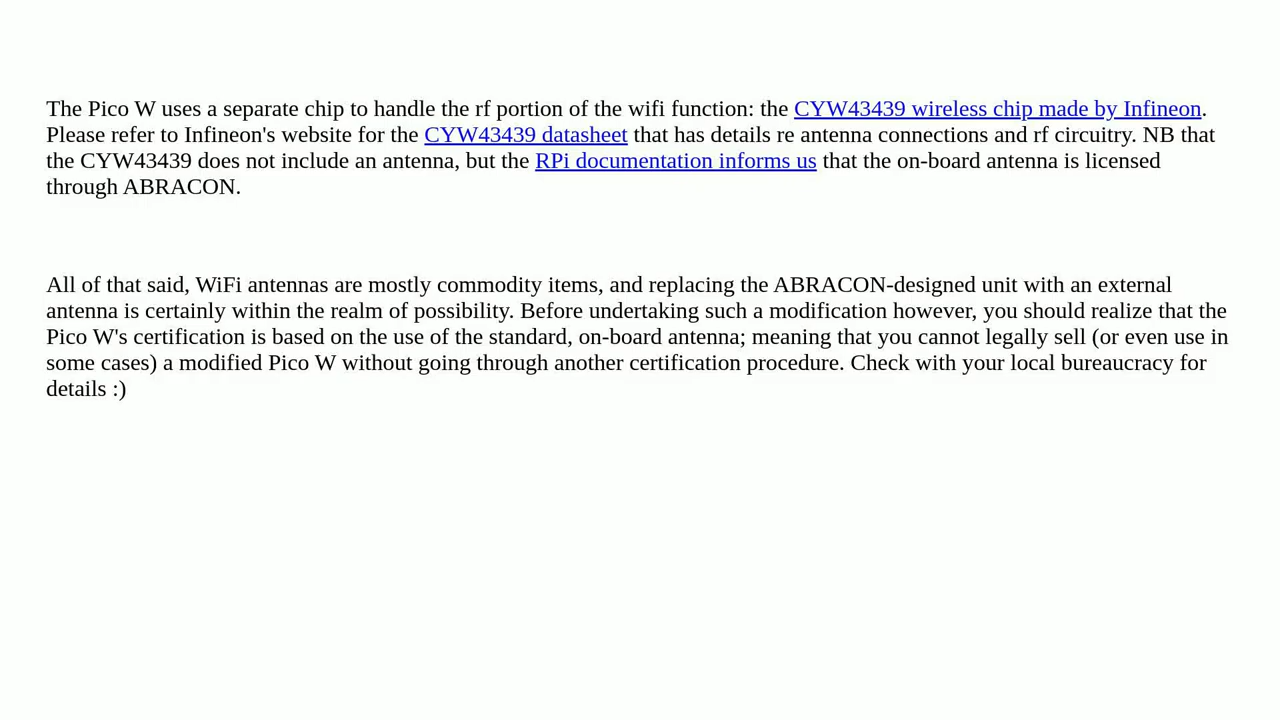 The Pico W uses a separate chip to handle the rf portion of the wifi function: the CYW43439 wireless chip made by Infineon.
Please refer to Infineon's website for the CYW43439 datasheet that has details re antenna connections and rf circuitry. NB that
the CYW43439 does not include an antenna, but the RPi documentation informs us that the on-board antenna is licensed
through ABRACON.
All of that said, WiFi antennas are mostly commodity items, and replacing the ABRACON-designed unit with an external
antenna is certainly within the realm of possibility. Before undertaking such a modification however, you should realize that the
Pico W's certification is based on the use of the standard, on-board antenna; meaning that you cannot legally sell (or even use in
some cases) a modified Pico W without going through another certification procedure. Check with your local bureaucracy for
details :)